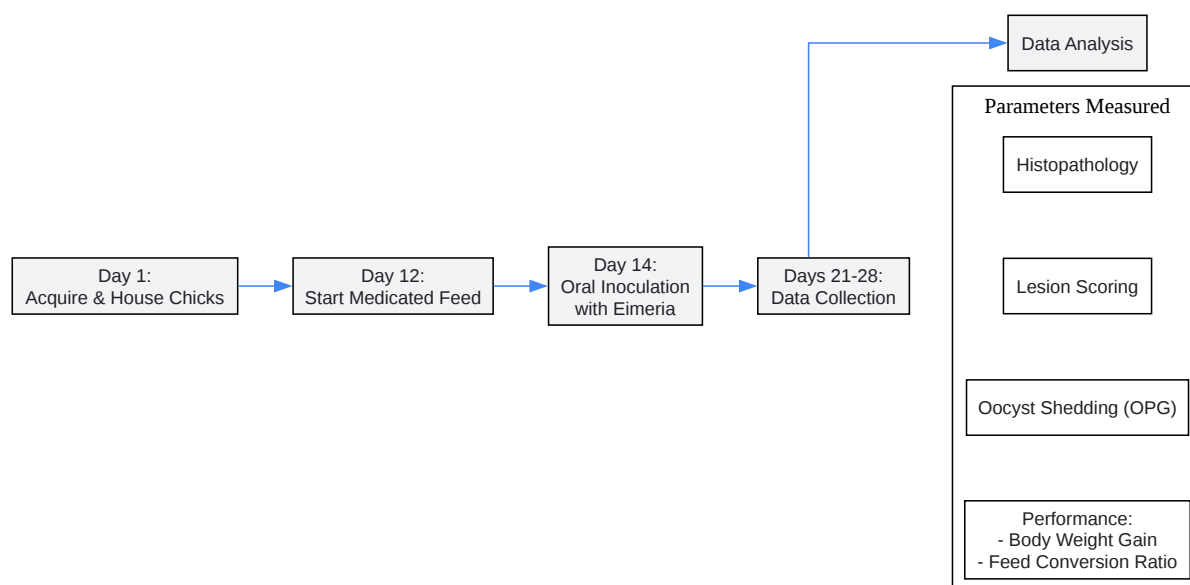 Data Analysis
Parameters Measured
Histopathology
Day 1:
Acquire & House Chicks
Day 12:
Start Medicated Feed
Day 14:
Oral Inoculation
with Eimeria
Days 21-28:
Data Collection
Lesion Scoring
Oocyst Shedding (OPG)
Performance:
- Body Weight Gain
- Feed Conversion Ratio